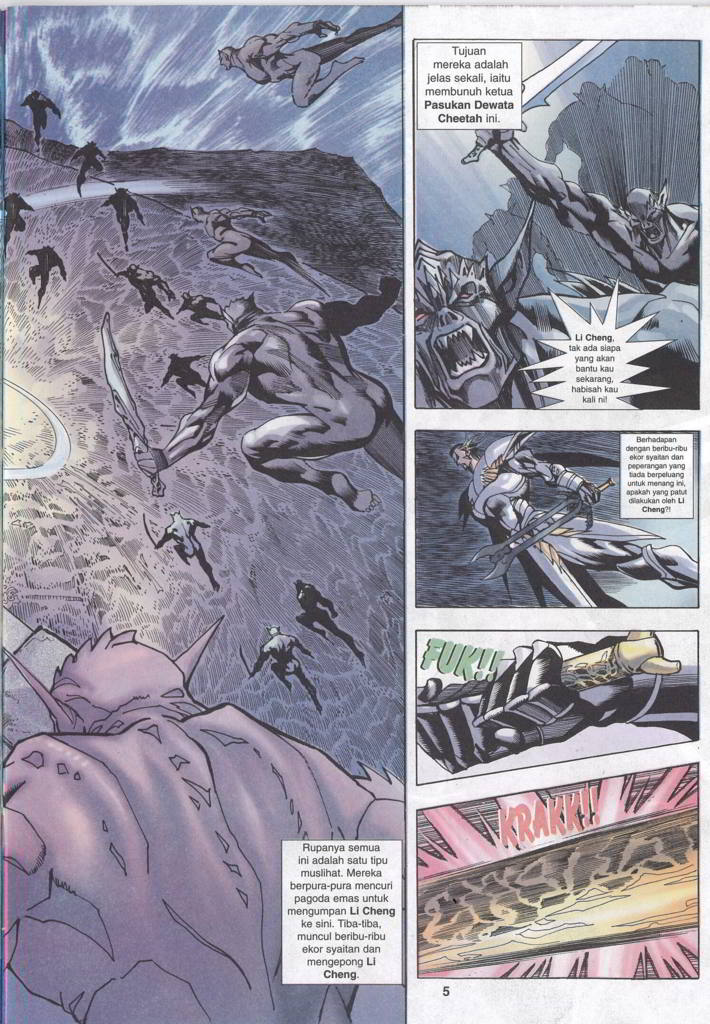 Rupanya semua
ini adalah satu tipu
muslihat. Mereka
berpura-pura mencuri
pagoda emas untuk
mengumpan Li Cheng
ke sini. Tiba-tiba,
muncul beribu-ribu
ekor syaitan dan
mengepong Li
Cheng.
Tujuan
mereka adalah
jelas sekali, iaitu
membunuh ketua
Pasukan Dewata
Cheetah ini.
Li Cheng,
tak ada siapa
yang akan
bantu kau
sekarang,
habisah kau
kali ni!
Berhadapan
dengan beribu-ribu
ekor syaitan dan
peperangan yang
tiada berpeluang
untuk menang ini,
apakah yang patut
dilakukan oleh Li
Cheng?!
FUK!!
KRAKK!!
5